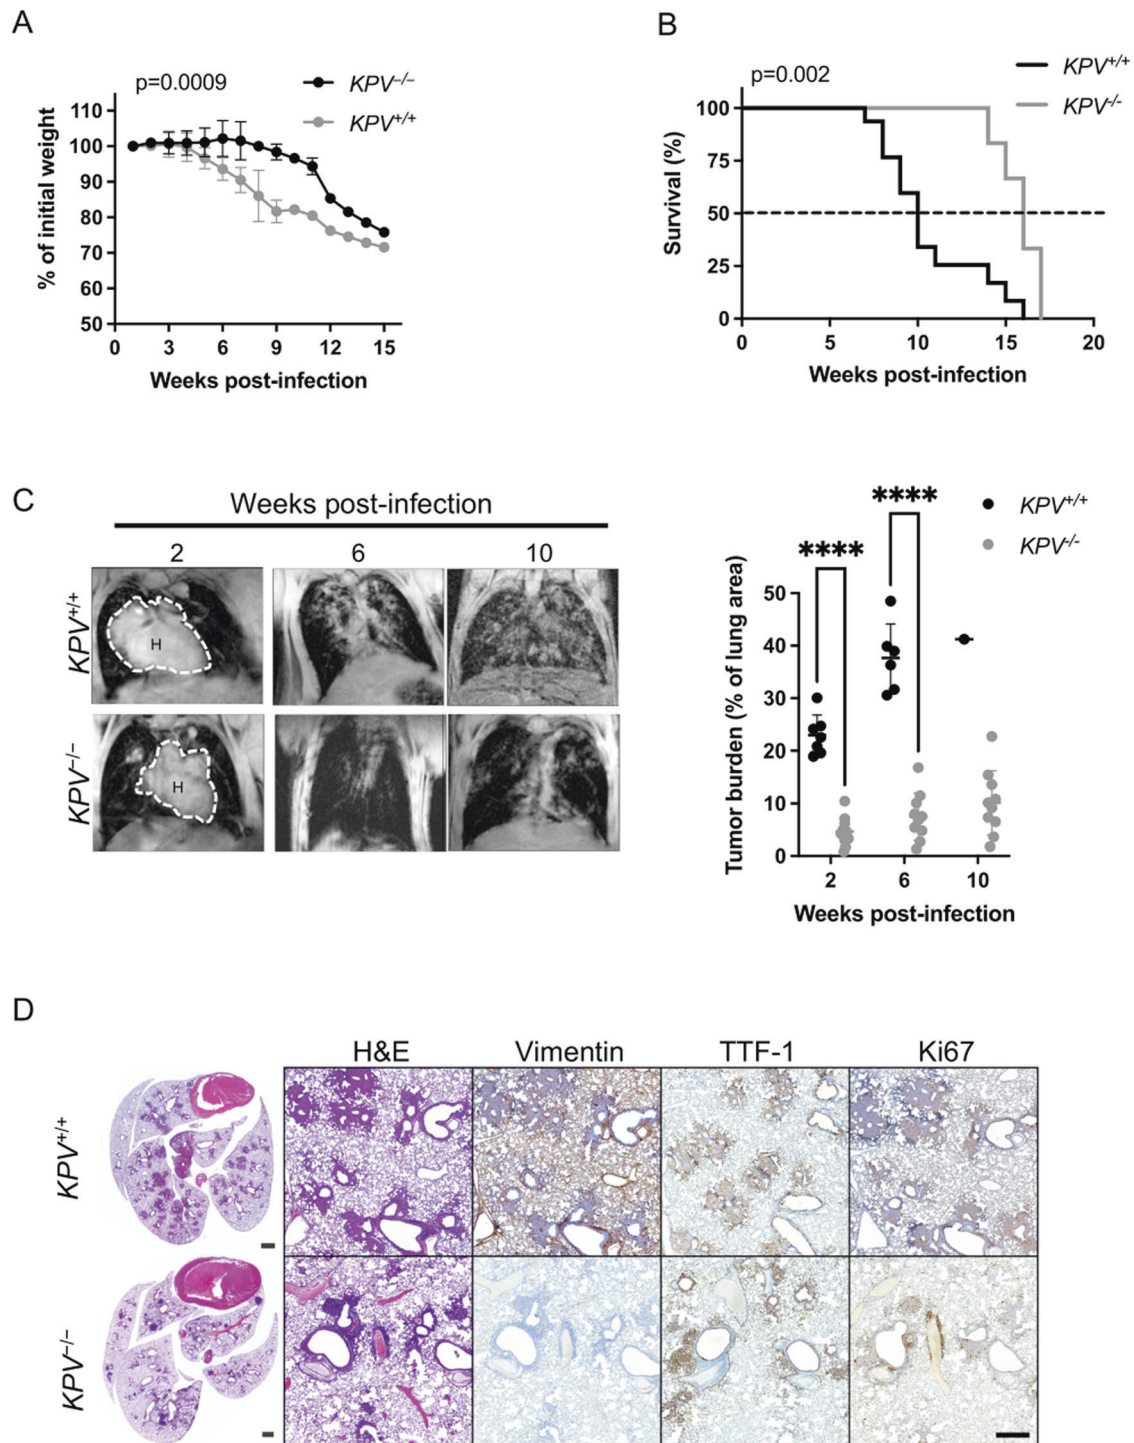 A
p=0.0009
KPV–/–
KPV+/+
% of initial weight
110
100
90
80
70
60
50
0 3 6 9 12 15
Weeks post-infection
B
p=0.002
KPV+/+
KPV-/-
Survival (%)
100
75
50
25
0
0 5 10 15 20
Weeks post-infection
C
Weeks post-infection
2 6 10
KPV+/+
H
KPV–/–
H
KPV+/+
KPV-/-
****
****
Tumor burden (% of lung area)
50
40
30
20
10
0
2 6 10
Weeks post-infection
D
H&E Vimentin TTF-1 Ki67
KPV+/+
KPV–/–